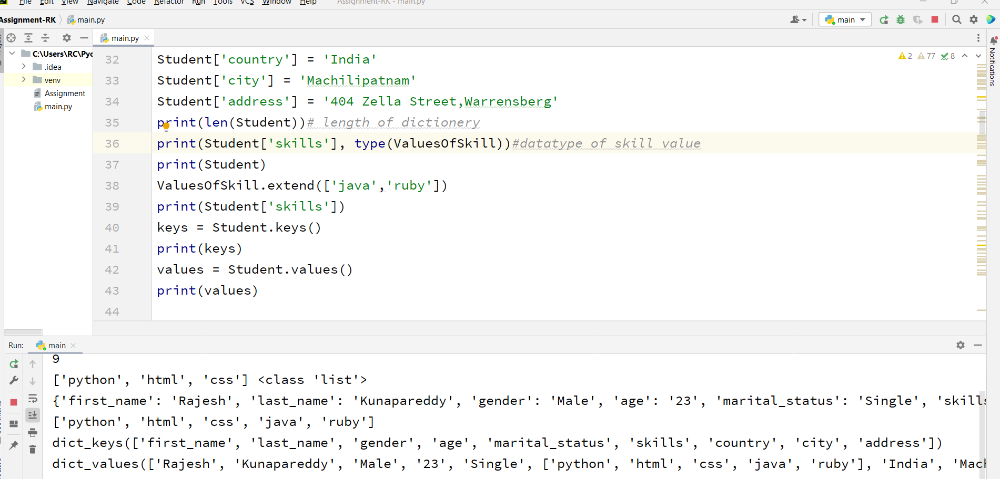 File Edit View Navigate Code Refactor Run Tools VCS Window Help Assignment-RK - main.py
Assignment-RK main.py main
main.py
C:\Users\RC\Pyc
.idea
venv
Assignment
main.py
2 77 8
Notifications
32 Student['country'] = 'India'
33 Student['city'] = 'Machilipatnam'
34 Student['address'] = '404 Zella Street,Warrensberg'
35 print(len(Student))# length of dictionery
36 print(Student['skills'], type(ValuesOfSkill))#datatype of skill value
37 print(Student)
38 ValuesOfSkill.extend(['java','ruby'])
39 print(Student['skills'])
40 keys = Student.keys()
41 print(keys)
42 values = Student.values()
43 print(values)
44
Run: main
9
['python', 'html', 'css'] <class 'list'>
{'first_name': 'Rajesh', 'last_name': 'Kunapareddy', 'gender': 'Male', 'age': '23', 'marital_status': 'Single', 'skills
['python', 'html', 'css', 'java', 'ruby']
dict_keys(['first_name', 'last_name', 'gender', 'age', 'marital_status', 'skills', 'country', 'city', 'address'])
dict_values(['Rajesh', 'Kunapareddy', 'Male', '23', 'Single', ['python', 'html', 'css', 'java', 'ruby'], 'India', 'Mach